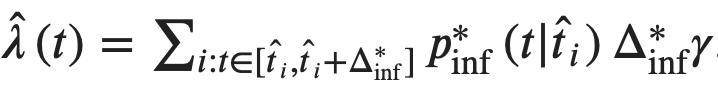 λ̂ (t) = ∑_{i:t∈[t̂_i,t̂_i+Δ*_inf]} p*_inf (t|t̂_i) Δ*_inf γ.